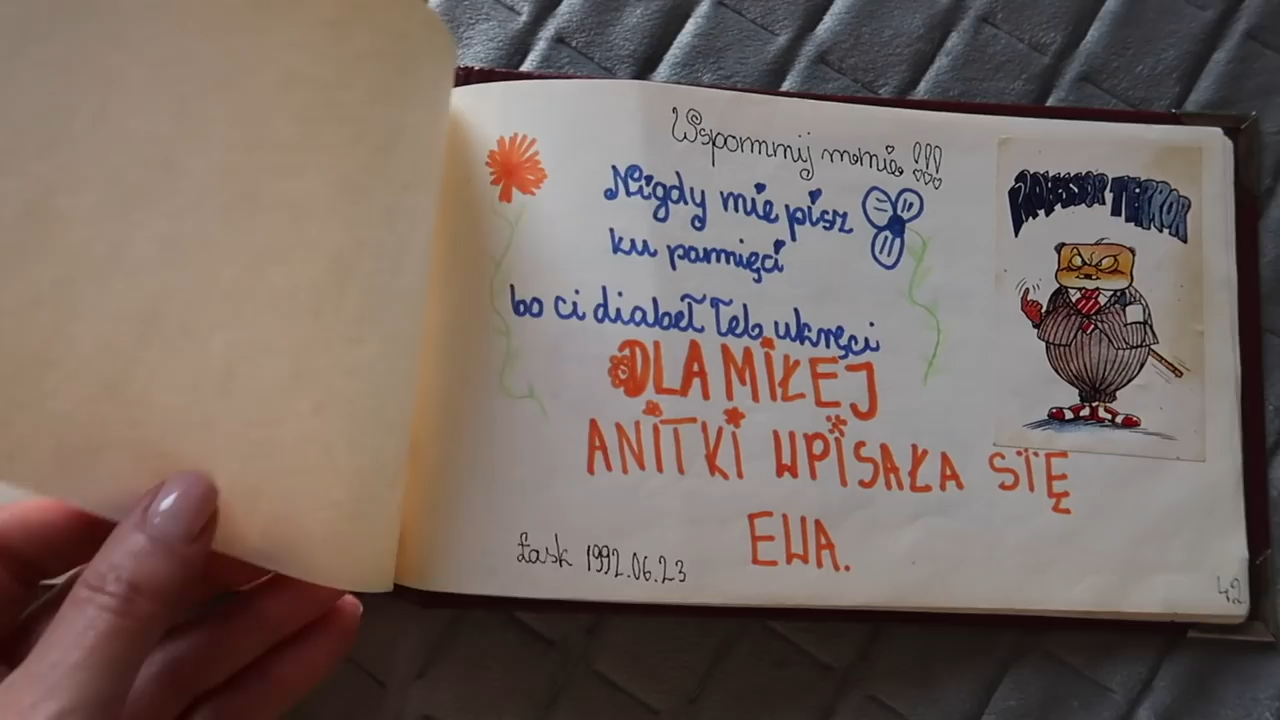 Wspomnij mnie !!!
Nigdy nie pisz
ku pamięci
bo ci diabeł łeb ukręci
DLA MIŁEJ
ANITKI WPISAŁA SIĘ
EWA.
Łask 1992.06.23
PROFESSOR TERROR
42